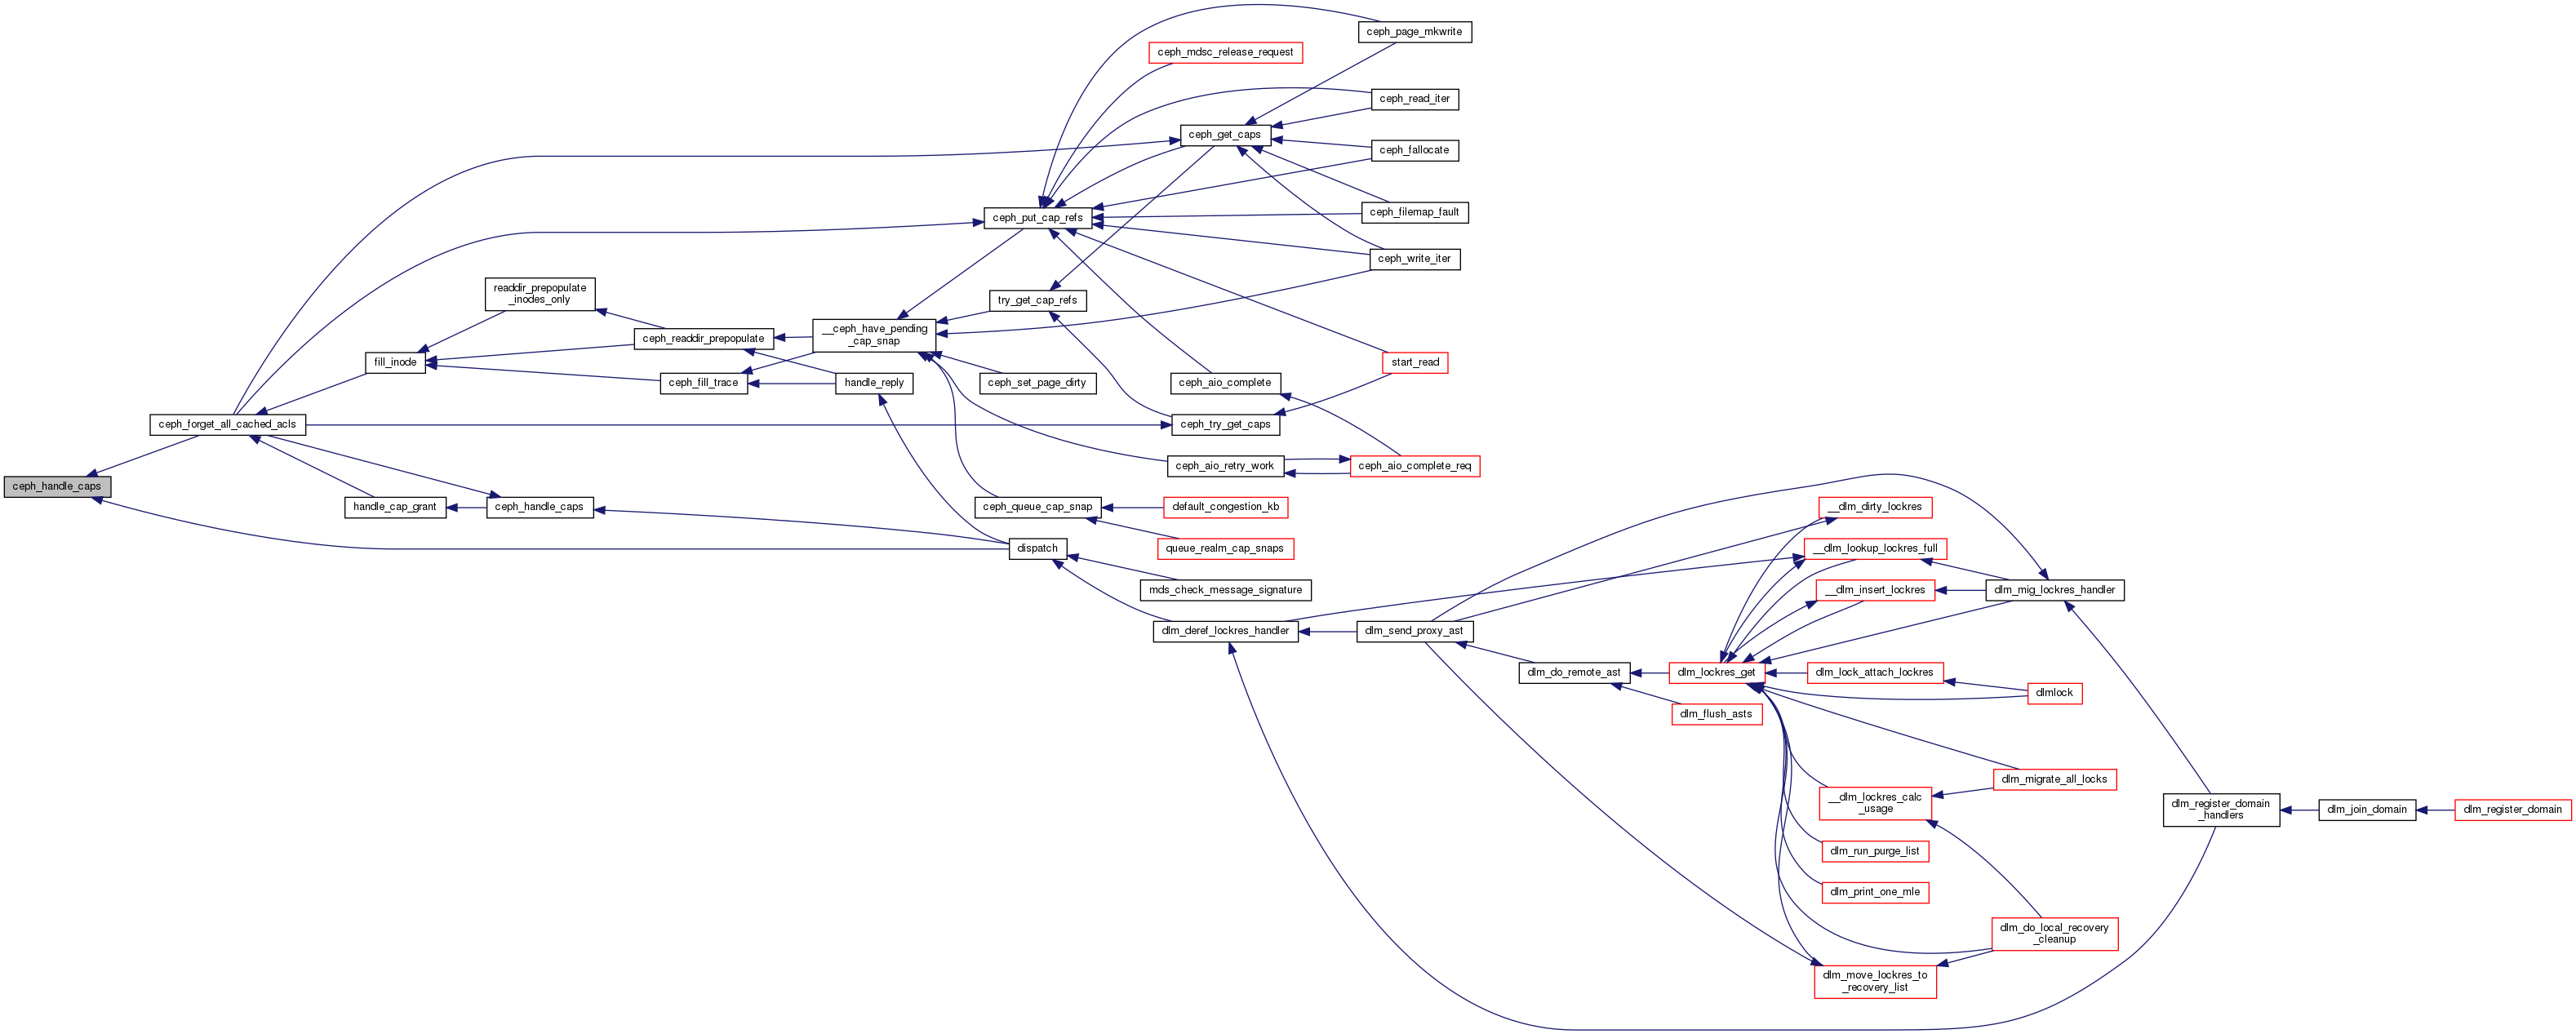 ceph_page_mkwrite
ceph_mdsc_release_request
ceph_read_iter
ceph_get_caps
ceph_fallocate
ceph_put_cap_refs
ceph_filemap_fault
ceph_write_iter
readdir_prepopulate
_inodes_only
try_get_cap_refs
__ceph_have_pending
_cap_snap
ceph_readdir_prepopulate
fill_inode
start_read
ceph_fill_trace
handle_reply
ceph_set_page_dirty
ceph_aio_complete
ceph_forget_all_cached_acls
ceph_try_get_caps
ceph_aio_retry_work
ceph_aio_complete_req
ceph_handle_caps
handle_cap_grant
ceph_handle_caps
ceph_queue_cap_snap
default_congestion_kb
__dlm_dirty_lockres
dispatch
queue_realm_cap_snaps
__dlm_lookup_lockres_full
mds_check_message_signature
__dlm_insert_lockres
dlm_mig_lockres_handler
dlm_deref_lockres_handler
dlm_send_proxy_ast
dlm_do_remote_ast
dlm_lockres_get
dlm_lock_attach_lockres
dlmlock
dlm_flush_asts
dlm_migrate_all_locks
__dlm_lockres_calc
_usage
dlm_register_domain
_handlers
dlm_join_domain
dlm_register_domain
dlm_run_purge_list
dlm_print_one_mle
dlm_do_local_recovery
_cleanup
dlm_move_lockres_to
_recovery_list